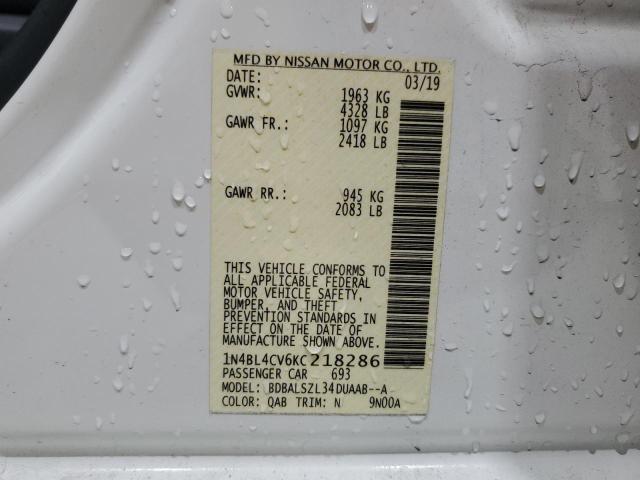 MFD BY NISSAN MOTOR CO., LTD.
DATE: 03/19
GVWR: 1963 KG
4328 LB
GAWR FR.: 1097 KG
2418 LB
GAWR RR.: 945 KG
2083 LB
THIS VEHICLE CONFORMS TO
ALL APPLICABLE FEDERAL
MOTOR VEHICLE SAFETY,
BUMPER, AND THEFT
PREVENTION STANDARDS IN
EFFECT ON THE DATE OF
MANUFACTURE SHOWN ABOVE.
1N4BL4CV6KC218286
PASSENGER CAR 693
MODEL: BDBALSZL34DUAAB--A
COLOR: QAB TRIM: N 9N00A